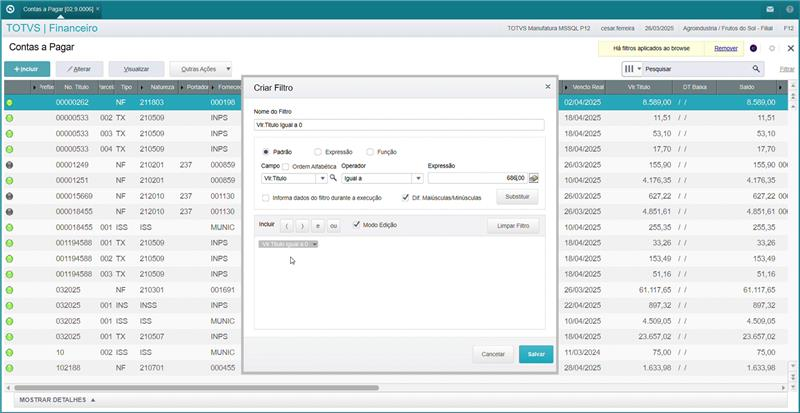 Contas a Pagar [02.9.0006] ×
TOTVS | Financeiro
TOTVS Manufatura MSSQL P12 cesar.ferreira 26/03/2025 Agroindustria / Frutos do Sol - Filial F12
Contas a Pagar
Há filtros aplicados ao browse Remover
+ Incluir Alterar Visualizar Outras Ações
Pesquisar Filtrar
Prefixo No. Titulo Parcela Tipo Natureza Portador Fornecedor Vencto Real Vlr.Titulo DT Baixa Saldo
00000262 NF 211803 000198 02/04/2025 8.589,00 / / 8.589,00
00000533 002 TX 210509 INPS 18/04/2025 11,51 / / 11,51
00000533 003 TX 210509 INPS 18/04/2025 53,10 / / 53,10
00000533 004 TX 210509 INPS 18/04/2025 17,70 / / 17,70
00001249 NF 210201 237 000859 26/03/2025 155,90 / / 155,90 000
00001251 NF 210201 000859 10/04/2025 4.176,35 / / 4.176,35
000015669 NF 212010 237 001130 26/03/2025 627,22 / / 627,22 000
000018455 NF 212010 237 001130 26/03/2025 4.851,61 / / 4.851,61 000
000018455 001 ISS ISS MUNIC 10/04/2025 255,35 / / 255,35
001194588 001 TX 210509 INPS 18/04/2025 33,26 / / 33,26
001194588 002 TX 210509 INPS 18/04/2025 153,49 / / 153,49
001194588 003 TX 210509 INPS 18/04/2025 51,16 / / 51,16
032025 NF 210301 001691 26/03/2025 61.117,65 / / 61.117,65
032025 001 INS INSS INPS 22/04/2025 897,32 / / 897,32
032025 001 ISS ISS MUNIC 10/04/2025 4.509,05 / / 4.509,05
032025 001 TX 210507 INPS 18/04/2025 23.657,02 / / 23.657,02
10 002 ISS ISS MUNIC 11/03/2024 75,00 / / 75,00
102188 NF 210701 000455 28/04/2025 1.633,98 / / 1.633,98
MOSTRAR DETALHES
Criar Filtro ×
Nome do Filtro
Vlr.Titulo Igual a 0
Padrão Expressão Função
Campo Ordem Alfabética Operador Expressão
Vlr.Titulo Igual a 686,00
Informa dados do filtro durante a execução Dif. Maiúsculas/Minúsculas Substituir
Incluir ( ) e ou Modo Edição Limpar Filtro
Vlr.Titulo Igual a 0
Cancelar Salvar